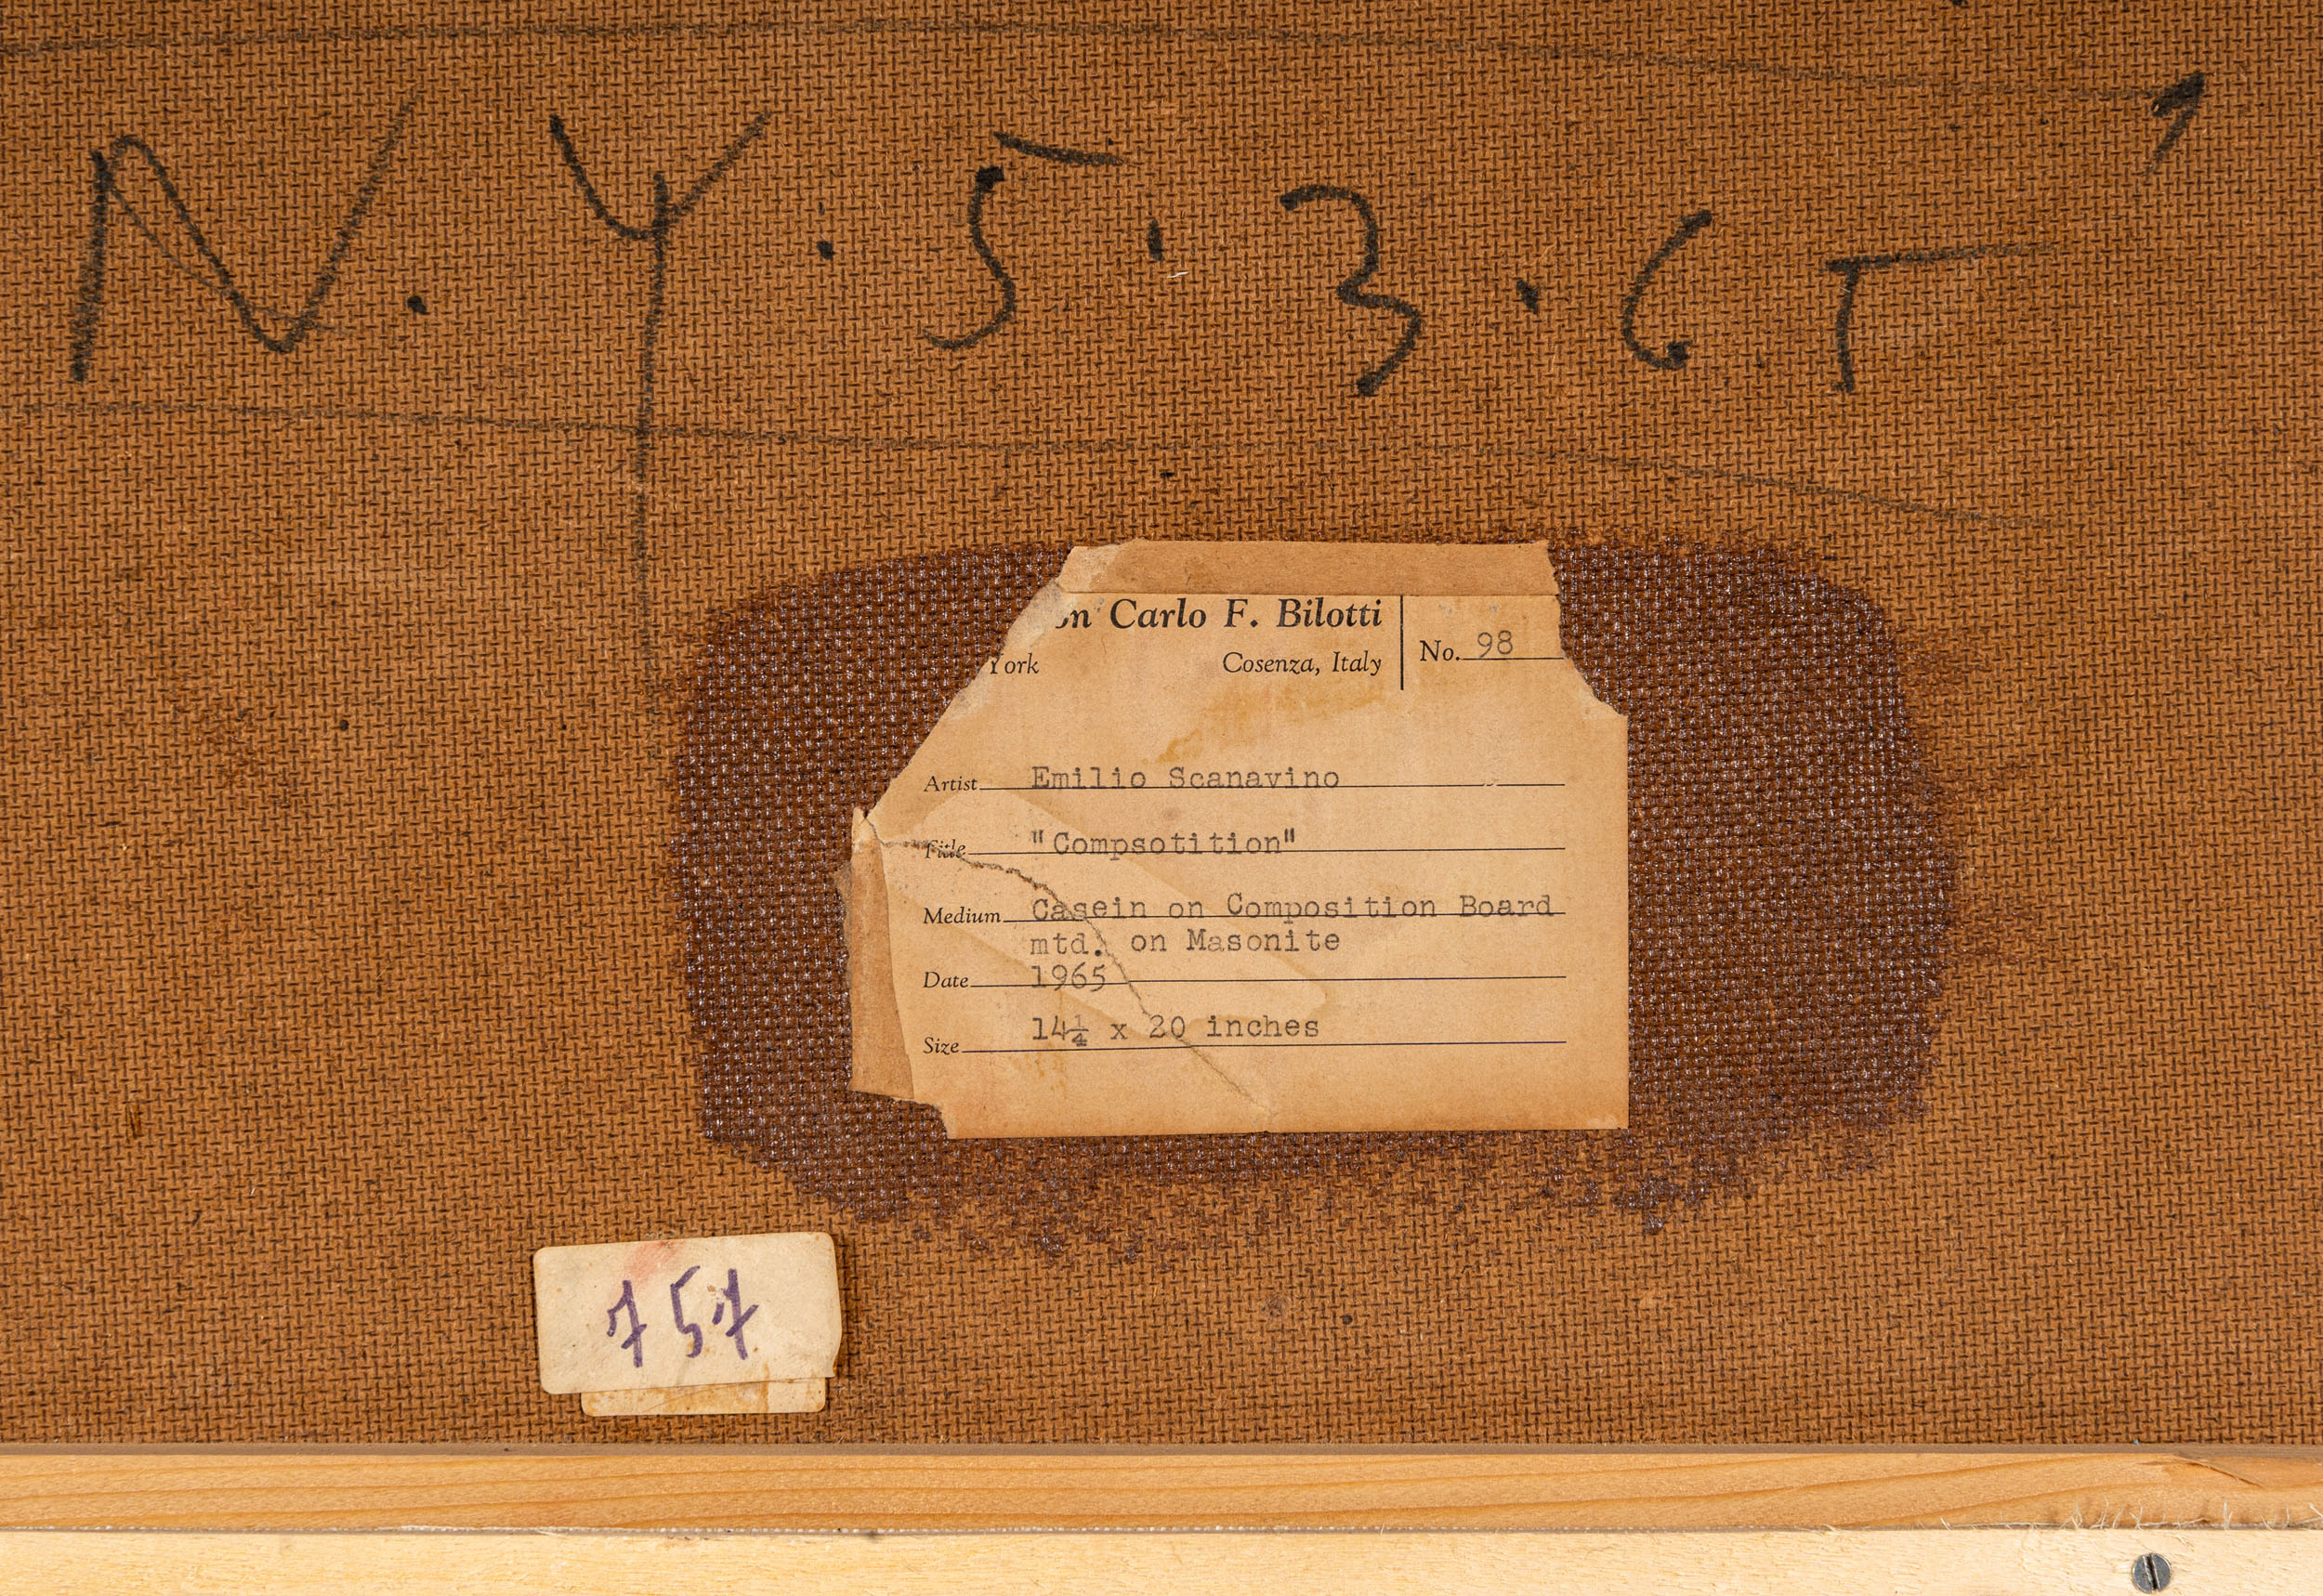 N. Y. 5. 3. 65
Carlo F. Bilotti
York Cosenza, Italy
No. 98
Artist Emilio Scanavino
Title "Compsotition"
Medium Casein on Composition Board
mtd. on Masonite
Date 1965
Size 14¼ x 20 inches
757